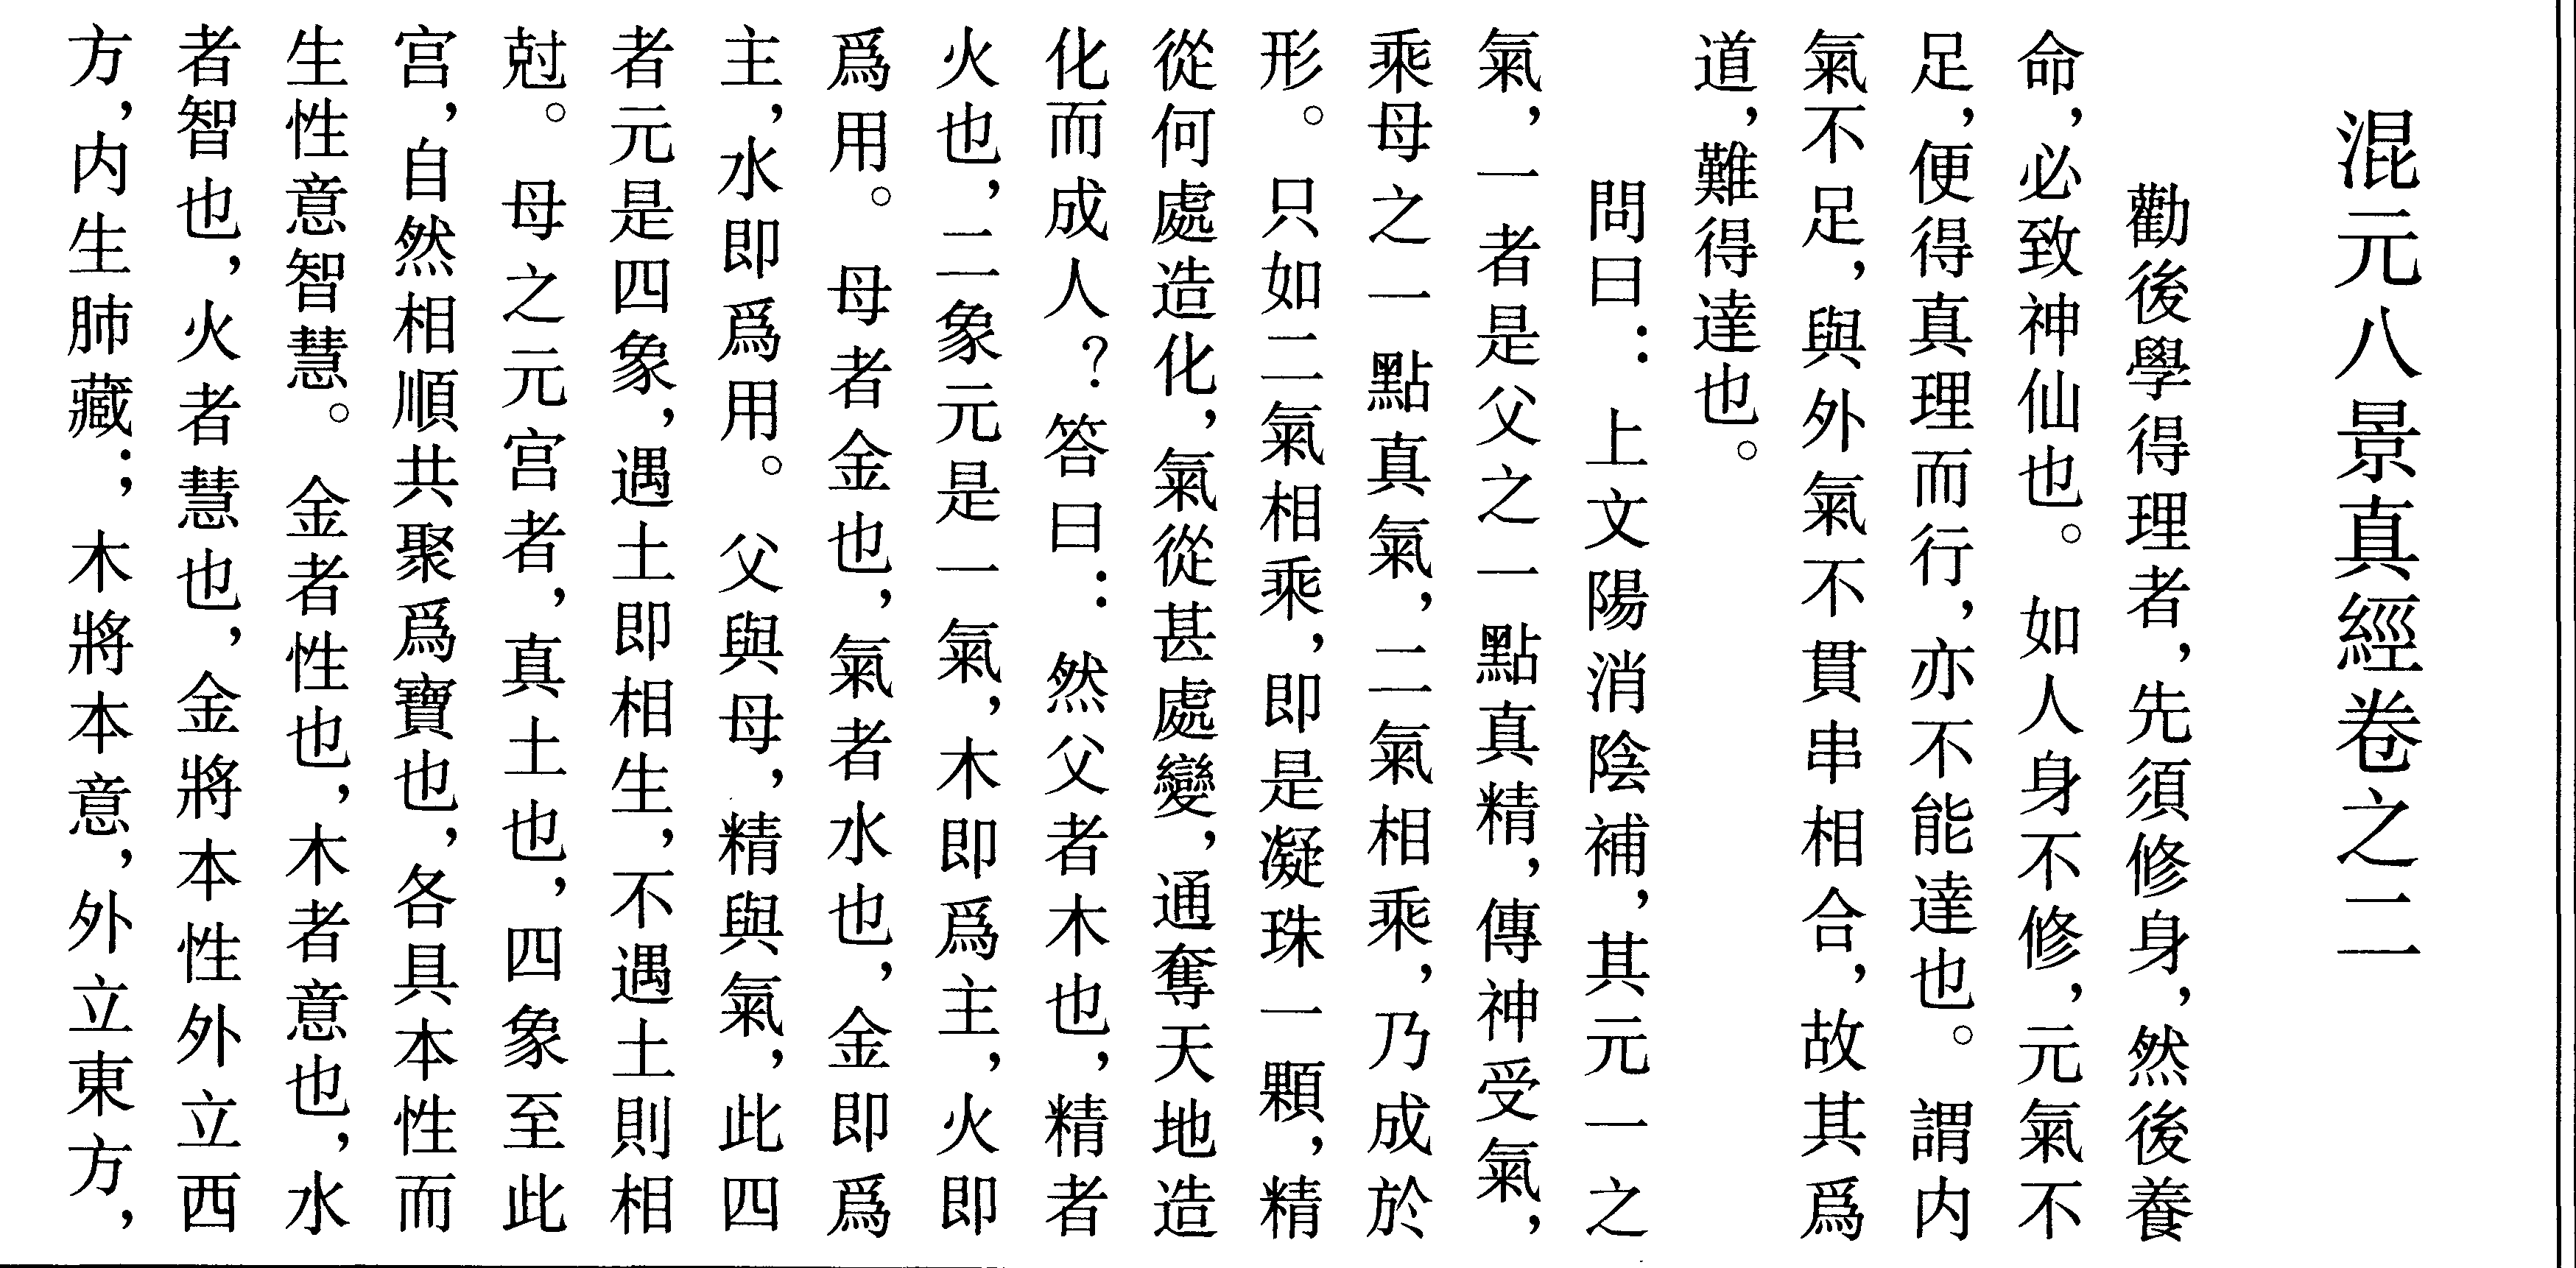 混元八景真經卷之二
勸後學得理者，先須修身，然後養
命，必致神仙也。如人身不修，元氣不
足，便得真理而行，亦不能達也。謂内
氣不足，與外氣不貫串相合，故其爲
道，難得達也。
問曰：上文陽消陰補，其元一之
氣，一者是父之一點真精，傳神受氣，
乘母之一點真氣，二氣相乘，乃成於
形。只如二氣相乘，即是凝珠一顆，精
從何處造化，氣從甚處變，通奪天地造
化而成人？答曰：然父者木也，精者
火也，二象元是一氣，木即爲主，火即
爲用。母者金也，氣者水也，金即爲
主，水即爲用。父與母，精與氣，此四
者元是四象，遇土即相生，不遇土則相
尅。母之元宫者，真土也，四象至此
宫，自然相順共聚爲寶也，各具本性而
生性意智慧。金者性也，木者意也，水
者智也，火者慧也，金將本性外立西
方，内生肺藏；木將本意，外立東方，